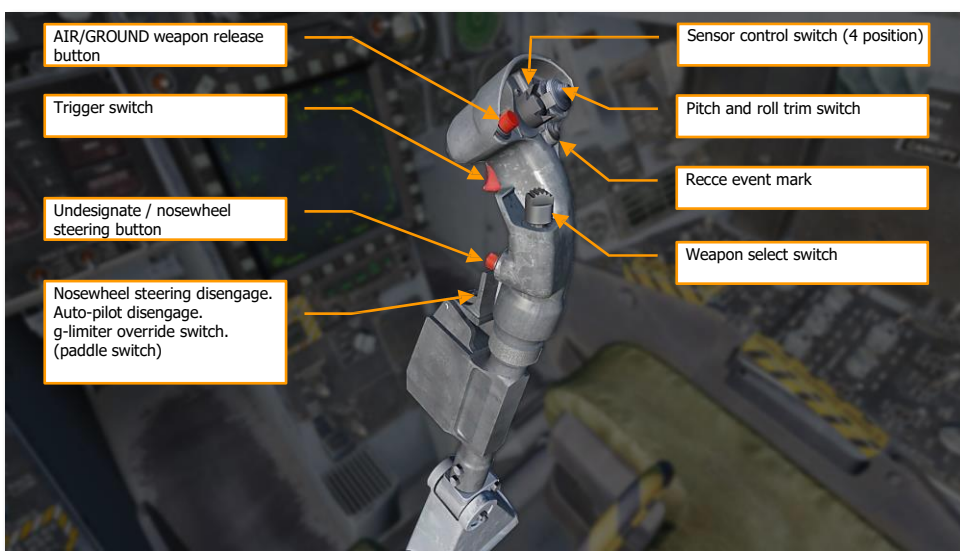 AIR/GROUND weapon release
button
Trigger switch
Undesignate / nosewheel
steering button
Nosewheel steering disengage.
Auto-pilot disengage.
g-limiter override switch.
(paddle switch)
Sensor control switch (4 position)
Pitch and roll trim switch
Recce event mark
Weapon select switch